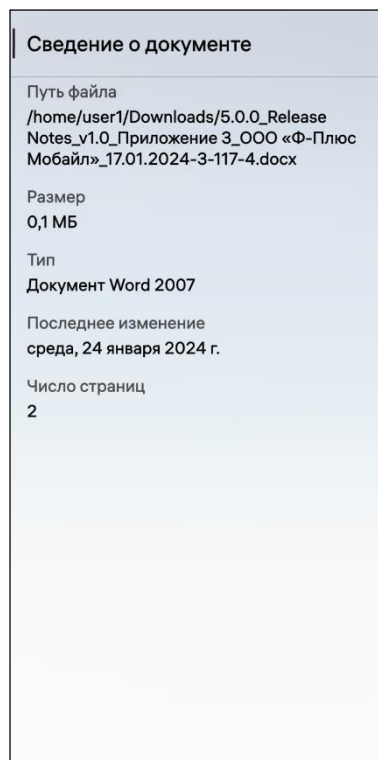 Сведение о документе
Путь файла
/home/user1/Downloads/5.0.0_Release
Notes_v1.0_Приложение 3_ООО «Ф-Плюс
Мобайл»_17.01.2024-3-117-4.docx
Размер
0,1 МБ
Тип
Документ Word 2007
Последнее изменение
среда, 24 января 2024 г.
Число страниц
2